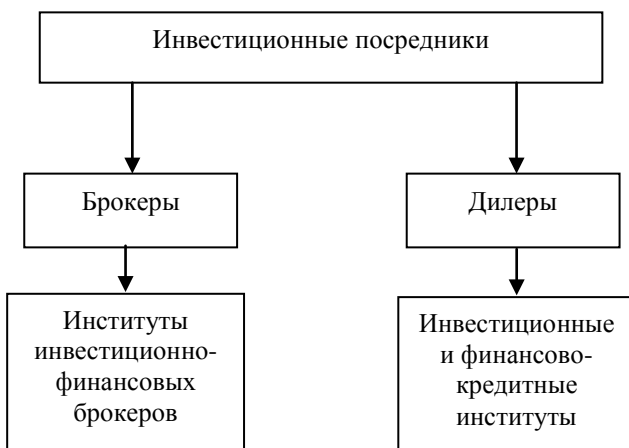 Инвестиционные посредники
Брокеры
Дилеры
Институты
инвестиционно-
финансовых
брокеров
Инвестиционные
и финансово-
кредитные
институты